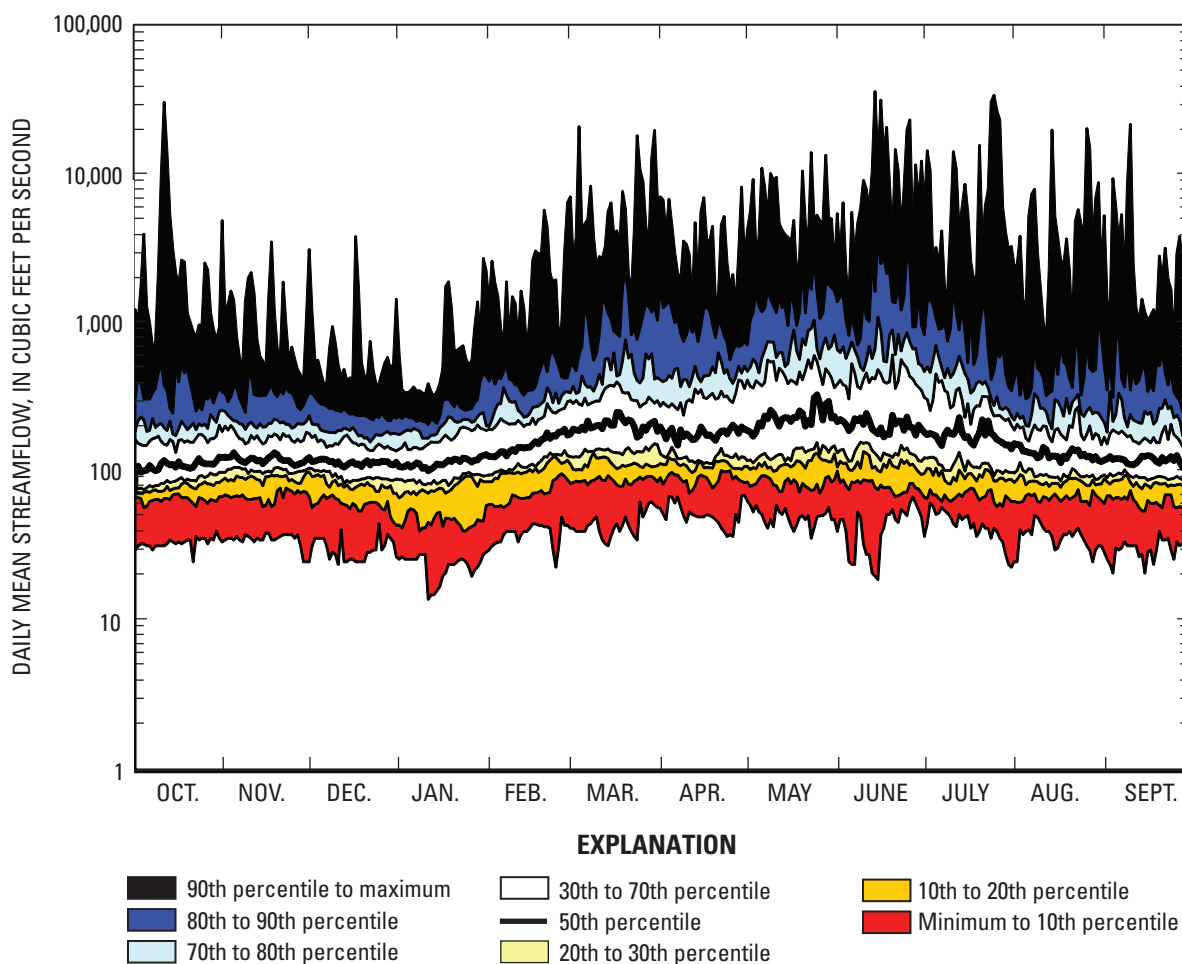 DAILY MEAN STREAMFLOW, IN CUBIC FEET PER SECOND
100,000
10,000
1,000
100
10
1
OCT. NOV. DEC. JAN. FEB. MAR. APR. MAY JUNE JULY AUG. SEPT.
EXPLANATION
90th percentile to maximum
80th to 90th percentile
70th to 80th percentile
30th to 70th percentile
50th percentile
20th to 30th percentile
10th to 20th percentile
Minimum to 10th percentile